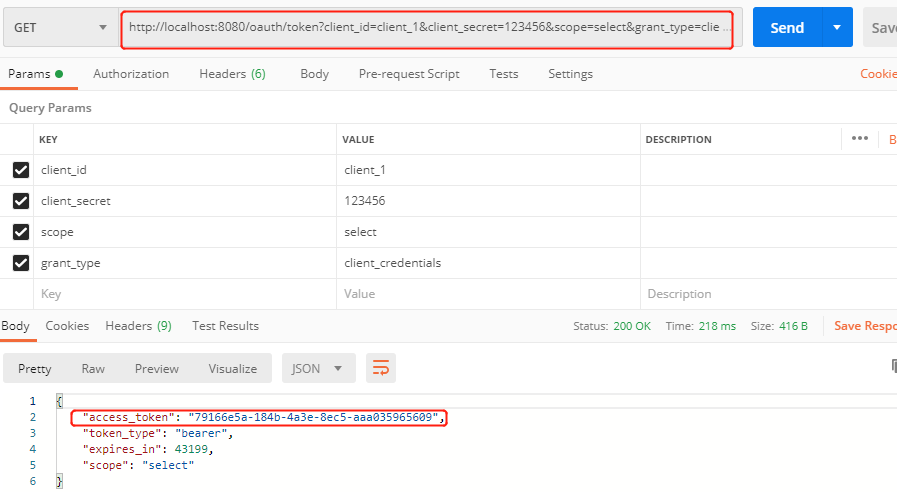 GET http://localhost:8080/oauth/token?client_id=client_1&client_secret=123456&scope=select&grant_type=clie ... Send Save
Params Authorization Headers (6) Body Pre-request Script Tests Settings Cookie
Query Params
KEY VALUE DESCRIPTION ••• B
client_id client_1
client_secret 123456
scope select
grant_type client_credentials
Key Value Description
Body Cookies Headers (9) Test Results Status: 200 OK Time: 218 ms Size: 416 B Save Respo
Pretty Raw Preview Visualize JSON
1 {
2 "access_token": "79166e5a-184b-4a3e-8ec5-aaa035965609",
3 "token_type": "bearer",
4 "expires_in": 43199,
5 "scope": "select"
6 }